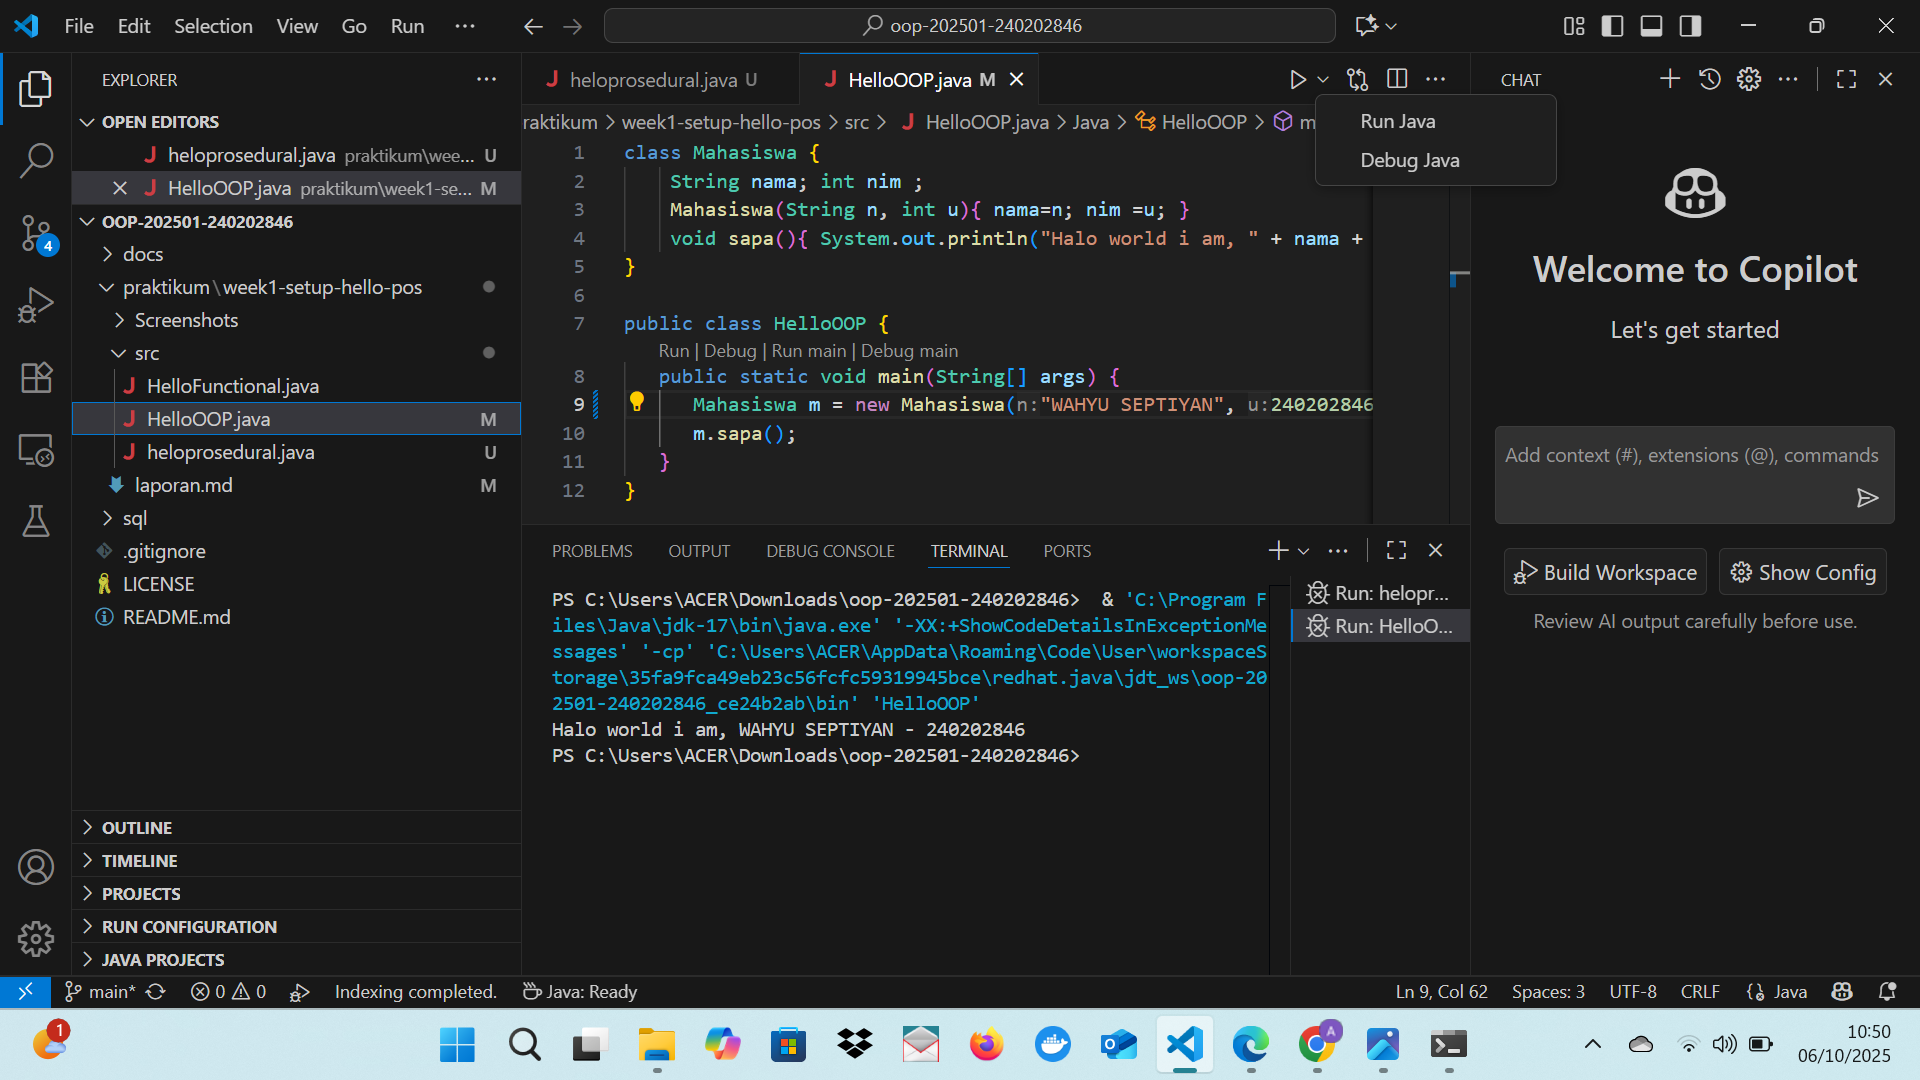 File Edit Selection View Go Run ··· oop-202501-240202846
EXPLORER
OPEN EDITORS
heloprosedural.java praktikum\wee... U
HelloOOP.java praktikum\week1-se... M
OOP-202501-240202846
docs
praktikum\week1-setup-hello-pos
Screenshots
src
HelloFunctional.java
HelloOOP.java M
heloprosedural.java U
laporan.md M
sql
.gitignore
LICENSE
README.md
OUTLINE
TIMELINE
PROJECTS
RUN CONFIGURATION
JAVA PROJECTS
4
heloprosedural.java U HelloOOP.java M
raktikum > week1-setup-hello-pos > src > HelloOOP.java > Java > HelloOOP > m
Run Java
Debug Java
1 class Mahasiswa {
2 String nama; int nim ;
3 Mahasiswa(String n, int u){ nama=n; nim =u; }
4 void sapa(){ System.out.println("Halo world i am, " + nama +
5 }
6
7 public class HelloOOP {
Run | Debug | Run main | Debug main
8 public static void main(String[] args) {
9 Mahasiswa m = new Mahasiswa(n:"WAHYU SEPTIYAN", u:240202846
10 m.sapa();
11 }
12 }
PROBLEMS OUTPUT DEBUG CONSOLE TERMINAL PORTS
PS C:\Users\ACER\Downloads\oop-202501-240202846>  & 'C:\Program F
iles\Java\jdk-17\bin\java.exe' '-XX:+ShowCodeDetailsInExceptionMe
ssages' '-cp' 'C:\Users\ACER\AppData\Roaming\Code\User\workspaceS
torage\35fa9fca49eb23c56fcfc59319945bce\redhat.java\jdt_ws\oop-20
2501-240202846_ce24b2ab\bin' 'HelloOOP'
Halo world i am, WAHYU SEPTIYAN - 240202846
PS C:\Users\ACER\Downloads\oop-202501-240202846>
Run: helopr...
Run: HelloO...
CHAT
Welcome to Copilot
Let's get started
Add context (#), extensions (@), commands
Build Workspace Show Config
Review AI output carefully before use.
main* 0 0 Indexing completed. Java: Ready Ln 9, Col 62 Spaces: 3 UTF-8 CRLF Java
1
A
10:50
06/10/2025